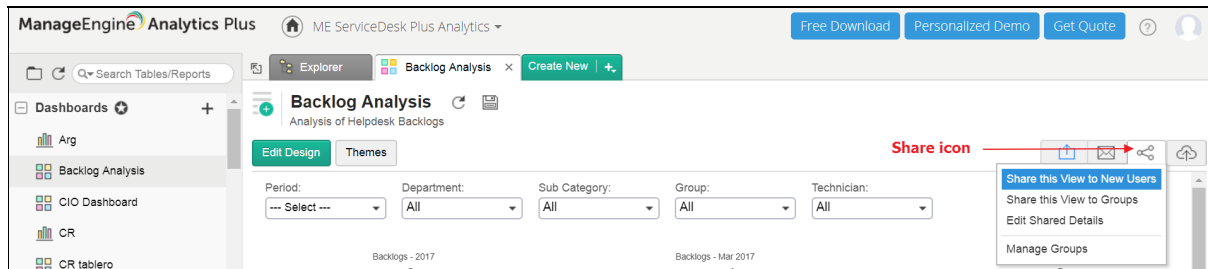 ManageEngine Analytics Plus
ME ServiceDesk Plus Analytics
Free Download
Personalized Demo
Get Quote
?
Search Tables/Reports
Explorer
Backlog Analysis ×
Create New | +
Dashboards +
Arg
Backlog Analysis
CIO Dashboard
CR
CR tablero
Backlog Analysis
Analysis of Helpdesk Backlogs
Edit Design
Themes
Share icon
Share this View to New Users
Share this View to Groups
Edit Shared Details
Manage Groups
Period: Department: Sub Category: Group: Technician:
--- Select --- All All All All
Backlogs - 2017 Backlogs - Mar 2017